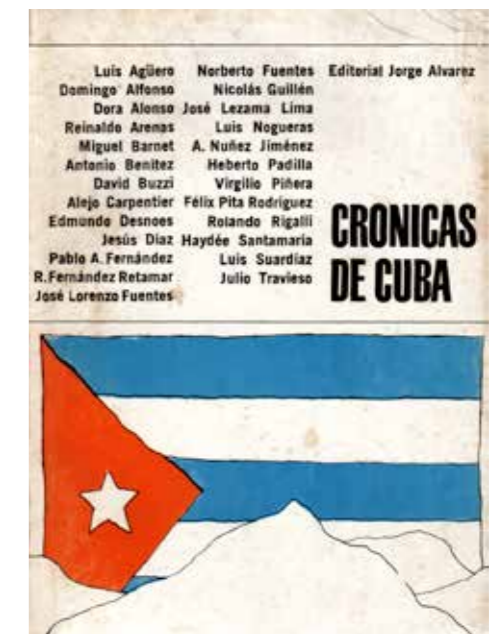 Luis Agüero
Domingo Alfonso
Dora Alonso
Reinaldo Arenas
Miguel Barnet
Antonio Benítez
David Buzzi
Alejo Carpentier
Edmundo Desnoes
Jesús Díaz
Pablo A. Fernández
R. Fernández Retamar
José Lorenzo Fuentes
Norberto Fuentes
Nicolás Guillén
José Lezama Lima
Luis Nogueras
A. Nuñez Jiménez
Heberto Padilla
Virgilio Piñera
Félix Pita Rodríguez
Rolando Rigali
Haydée Santamaría
Luis Suardíaz
Julio Travieso
Editorial Jorge Alvarez
CRONICAS
DE CUBA